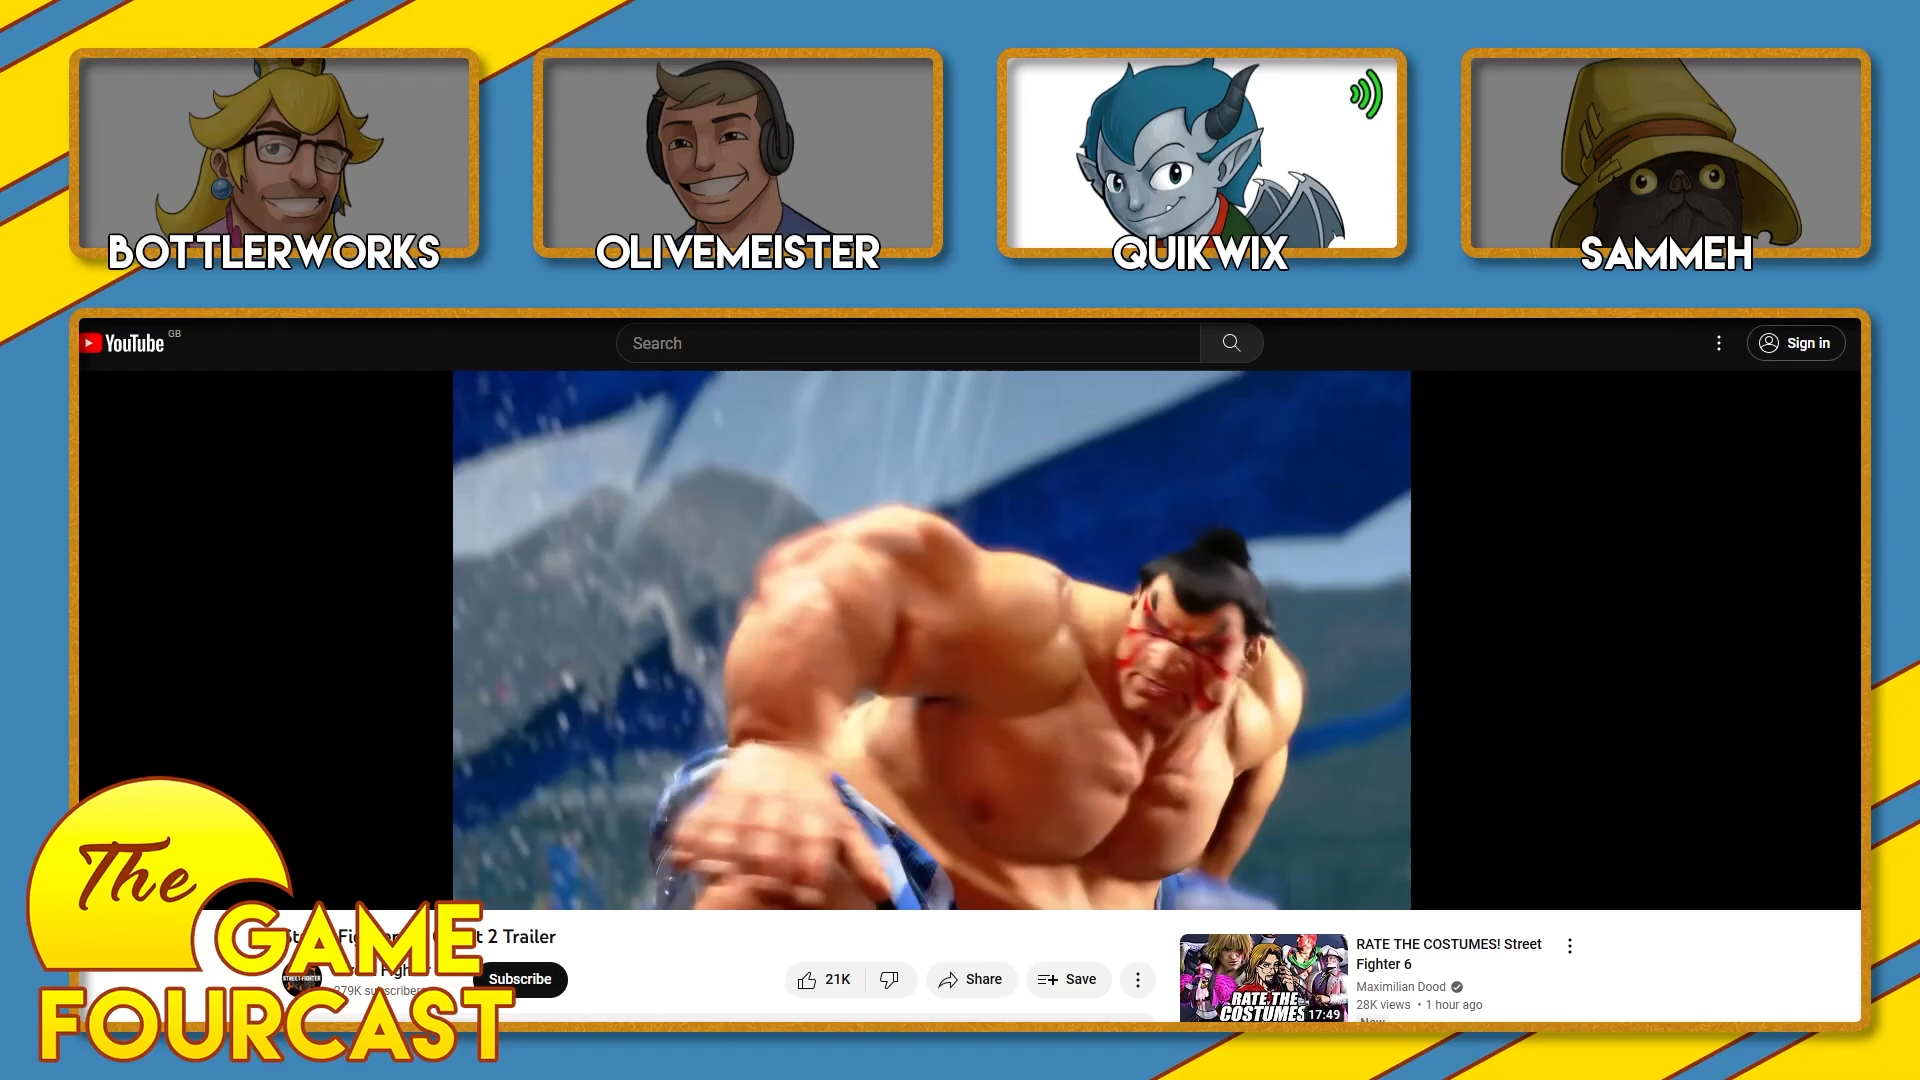 BOTTLERWORKS
OLIVEMEISTER
QUIKWIX
SAMMEH
YouTube GB
Search
Sign in
2 Trailer
Subscribe
21K
Share
Save
RATE THE COSTUMES! Street
Fighter 6
Maximilian Dood
28K views • 1 hour ago
RATE THE
COSTUMES
17:49
The
GAME
FOURCAST